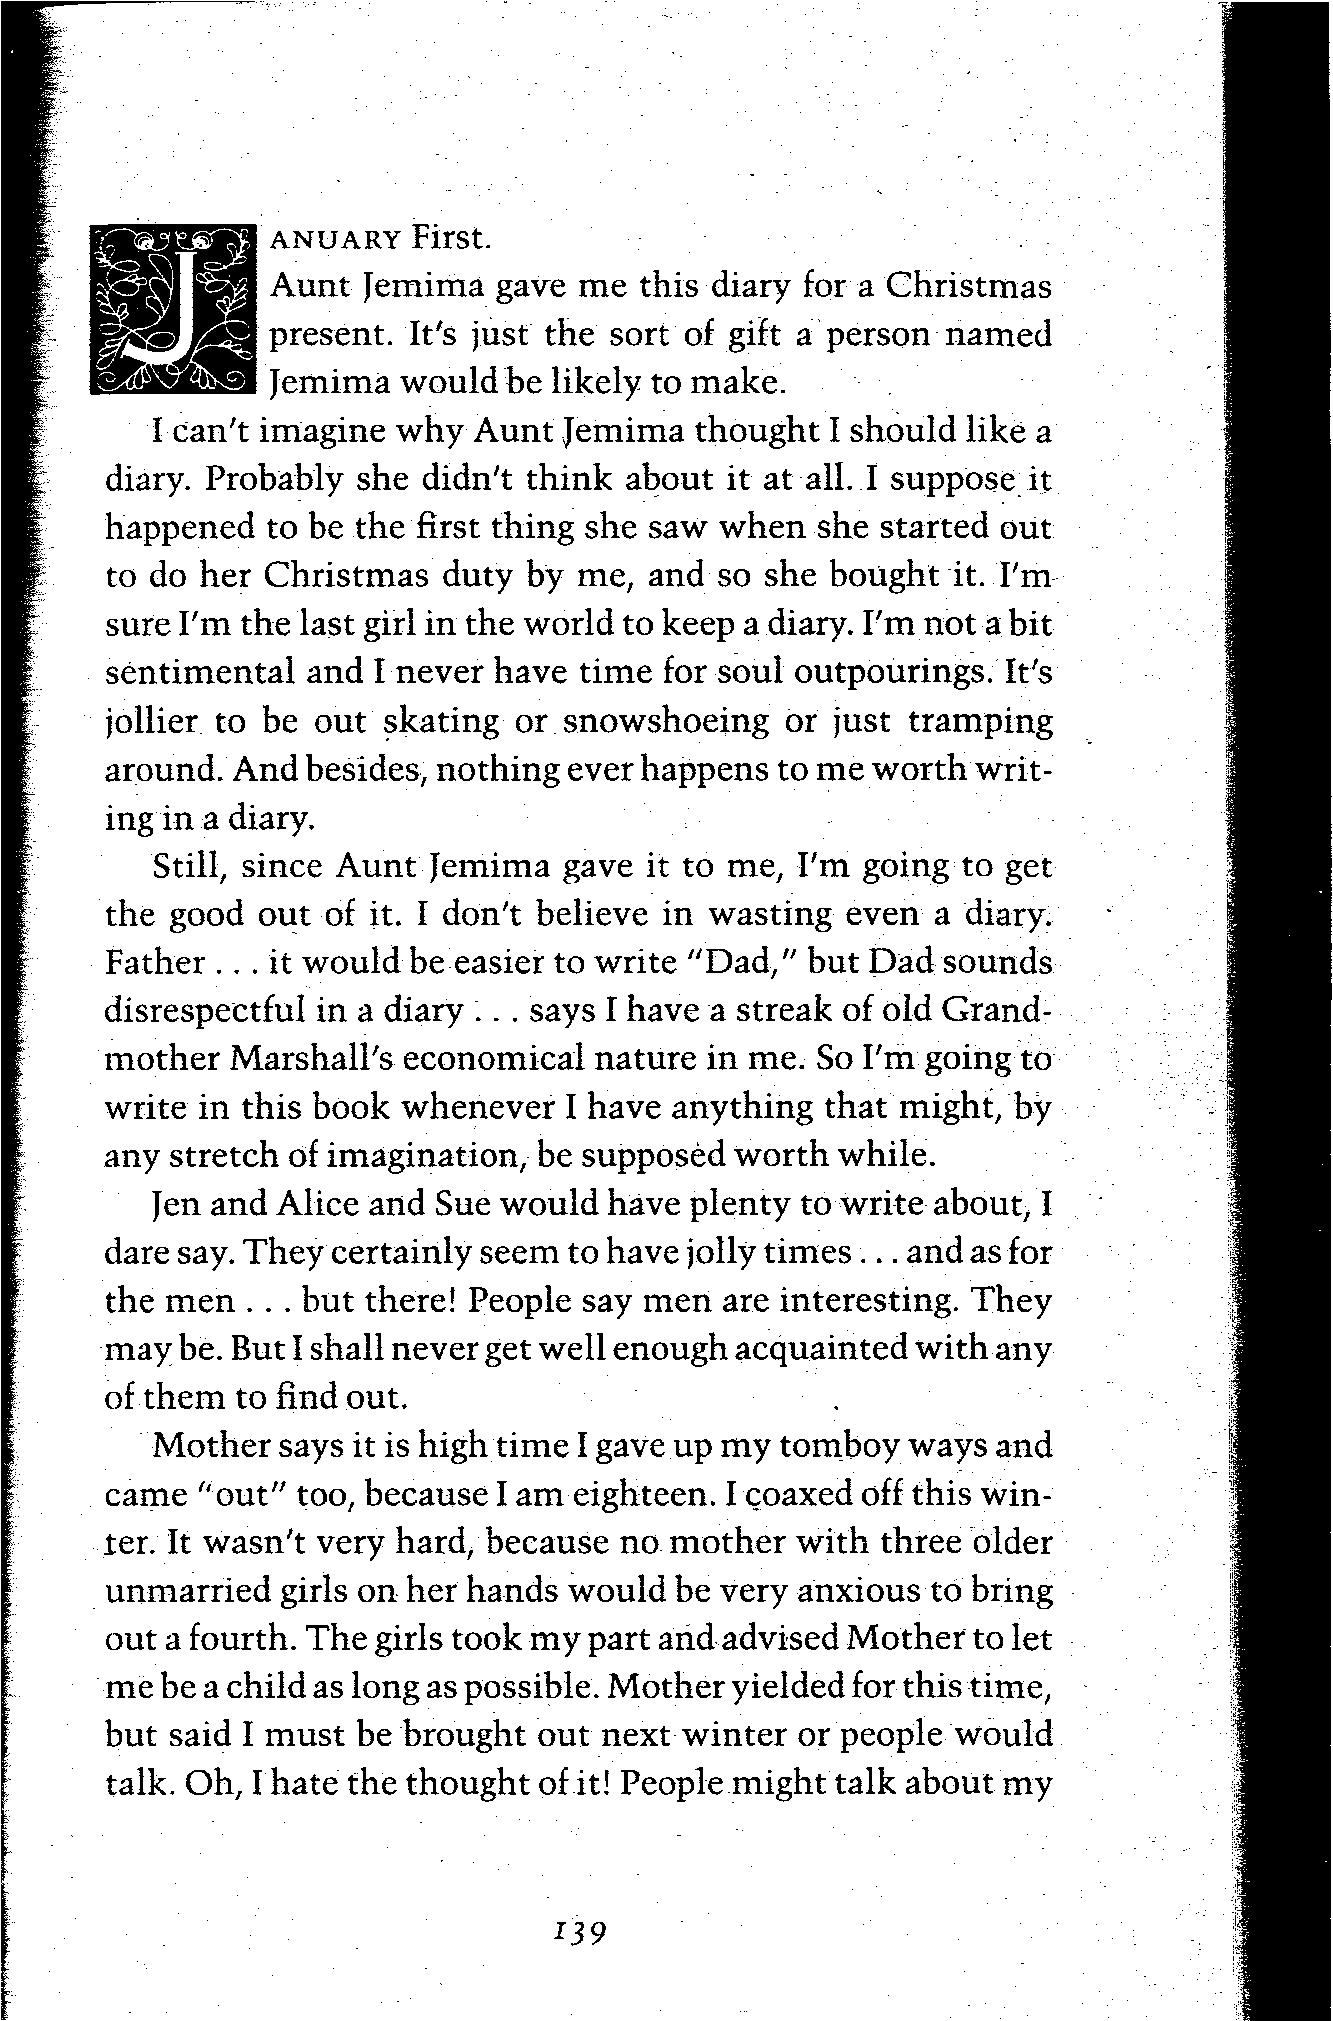 JANUARY First.
Aunt Jemima gave me this diary for a Christmas
present. It's just the sort of gift a person named
Jemima would be likely to make.
I can't imagine why Aunt Jemima thought I should like a
diary. Probably she didn't think about it at all. I suppose it
happened to be the first thing she saw when she started out
to do her Christmas duty by me, and so she bought it. I'm
sure I'm the last girl in the world to keep a diary. I'm not a bit
sentimental and I never have time for soul outpourings. It's
jollier to be out skating or snowshoeing or just tramping
around. And besides, nothing ever happens to me worth writ-
ing in a diary.
Still, since Aunt Jemima gave it to me, I'm going to get
the good out of it. I don't believe in wasting even a diary.
Father . . . it would be easier to write "Dad," but Dad sounds
disrespectful in a diary . . . says I have a streak of old Grand-
mother Marshall's economical nature in me. So I'm going to
write in this book whenever I have anything that might, by
any stretch of imagination, be supposed worth while.
Jen and Alice and Sue would have plenty to write about, I
dare say. They certainly seem to have jolly times . . . and as for
the men . . . but there! People say men are interesting. They
may be. But I shall never get well enough acquainted with any
of them to find out.
Mother says it is high time I gave up my tomboy ways and
came "out" too, because I am eighteen. I coaxed off this win-
ter. It wasn't very hard, because no mother with three older
unmarried girls on her hands would be very anxious to bring
out a fourth. The girls took my part and advised Mother to let
me be a child as long as possible. Mother yielded for this time,
but said I must be brought out next winter or people would
talk. Oh, I hate the thought of it! People might talk about my
139